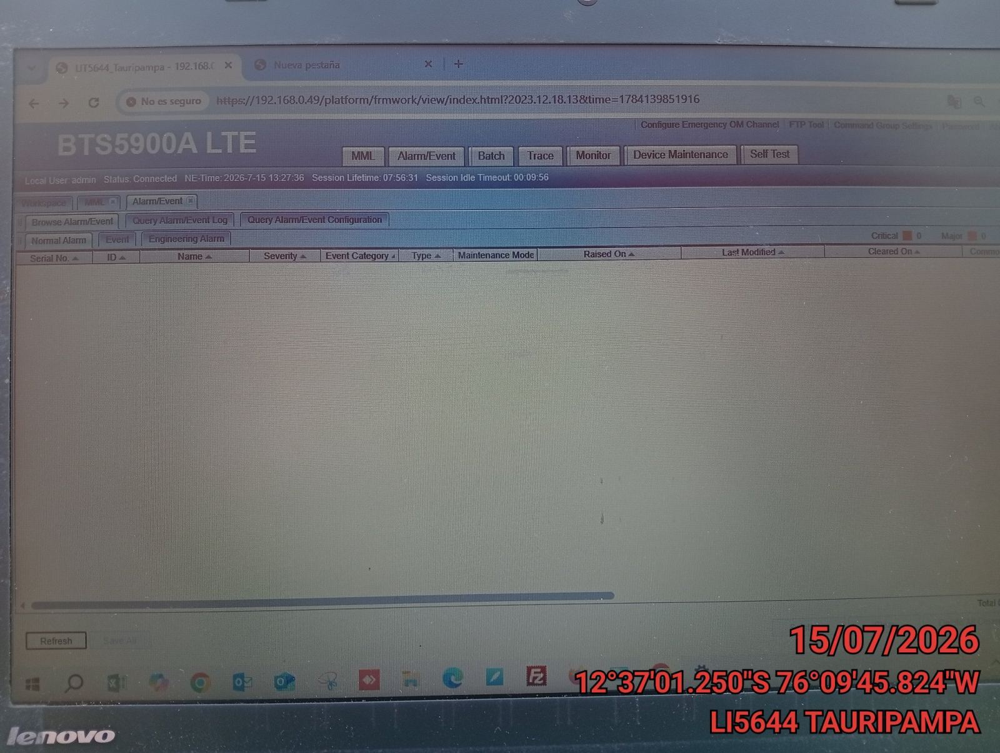 UT5644_Tauripampa - 192.168.0
Nueva pestaña
No es seguro https://192.168.0.49/platform/frmwork/view/index.html?2023.12.18.13&time=1784139851916
Configure Emergency OM Channel FTP Tool Command Group Settings Password
BTS5900A LTE
MML Alarm/Event Batch Trace Monitor Device Maintenance Self Test
Local User: admin Status: Connected NE-Time: 2026-7-15 13:27:36 Session Lifetime: 07:56:31 Session Idle Timeout: 00:09:56
Workspace MML Alarm/Event
Browse Alarm/Event Query Alarm/Event Log Query Alarm/Event Configuration
Normal Alarm Event Engineering Alarm Critical 0 Major 0
Serial No. ID Name Severity Event Category Type Maintenance Mode Raised On Last Modified Cleared On Commo
Total
Refresh Save All
15/07/2026
12°37'01.250"S 76°09'45.824"W
LI5644 TAURIPAMPA
lenovo